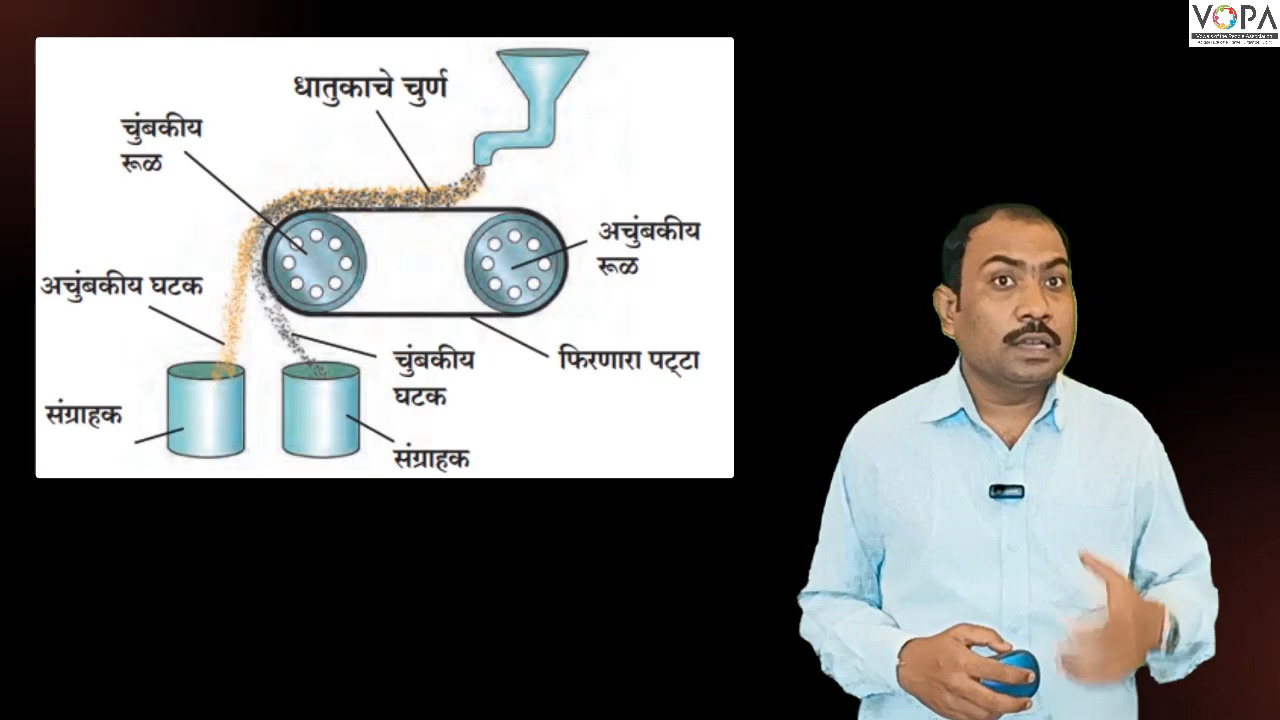 VOPA
धातुकाचे चुर्ण
चुंबकीय
रूळ
अचुंबकीय
रूळ
अचुंबकीय घटक
चुंबकीय
घटक
फिरणारा पट्टा
संग्राहक
संग्राहक